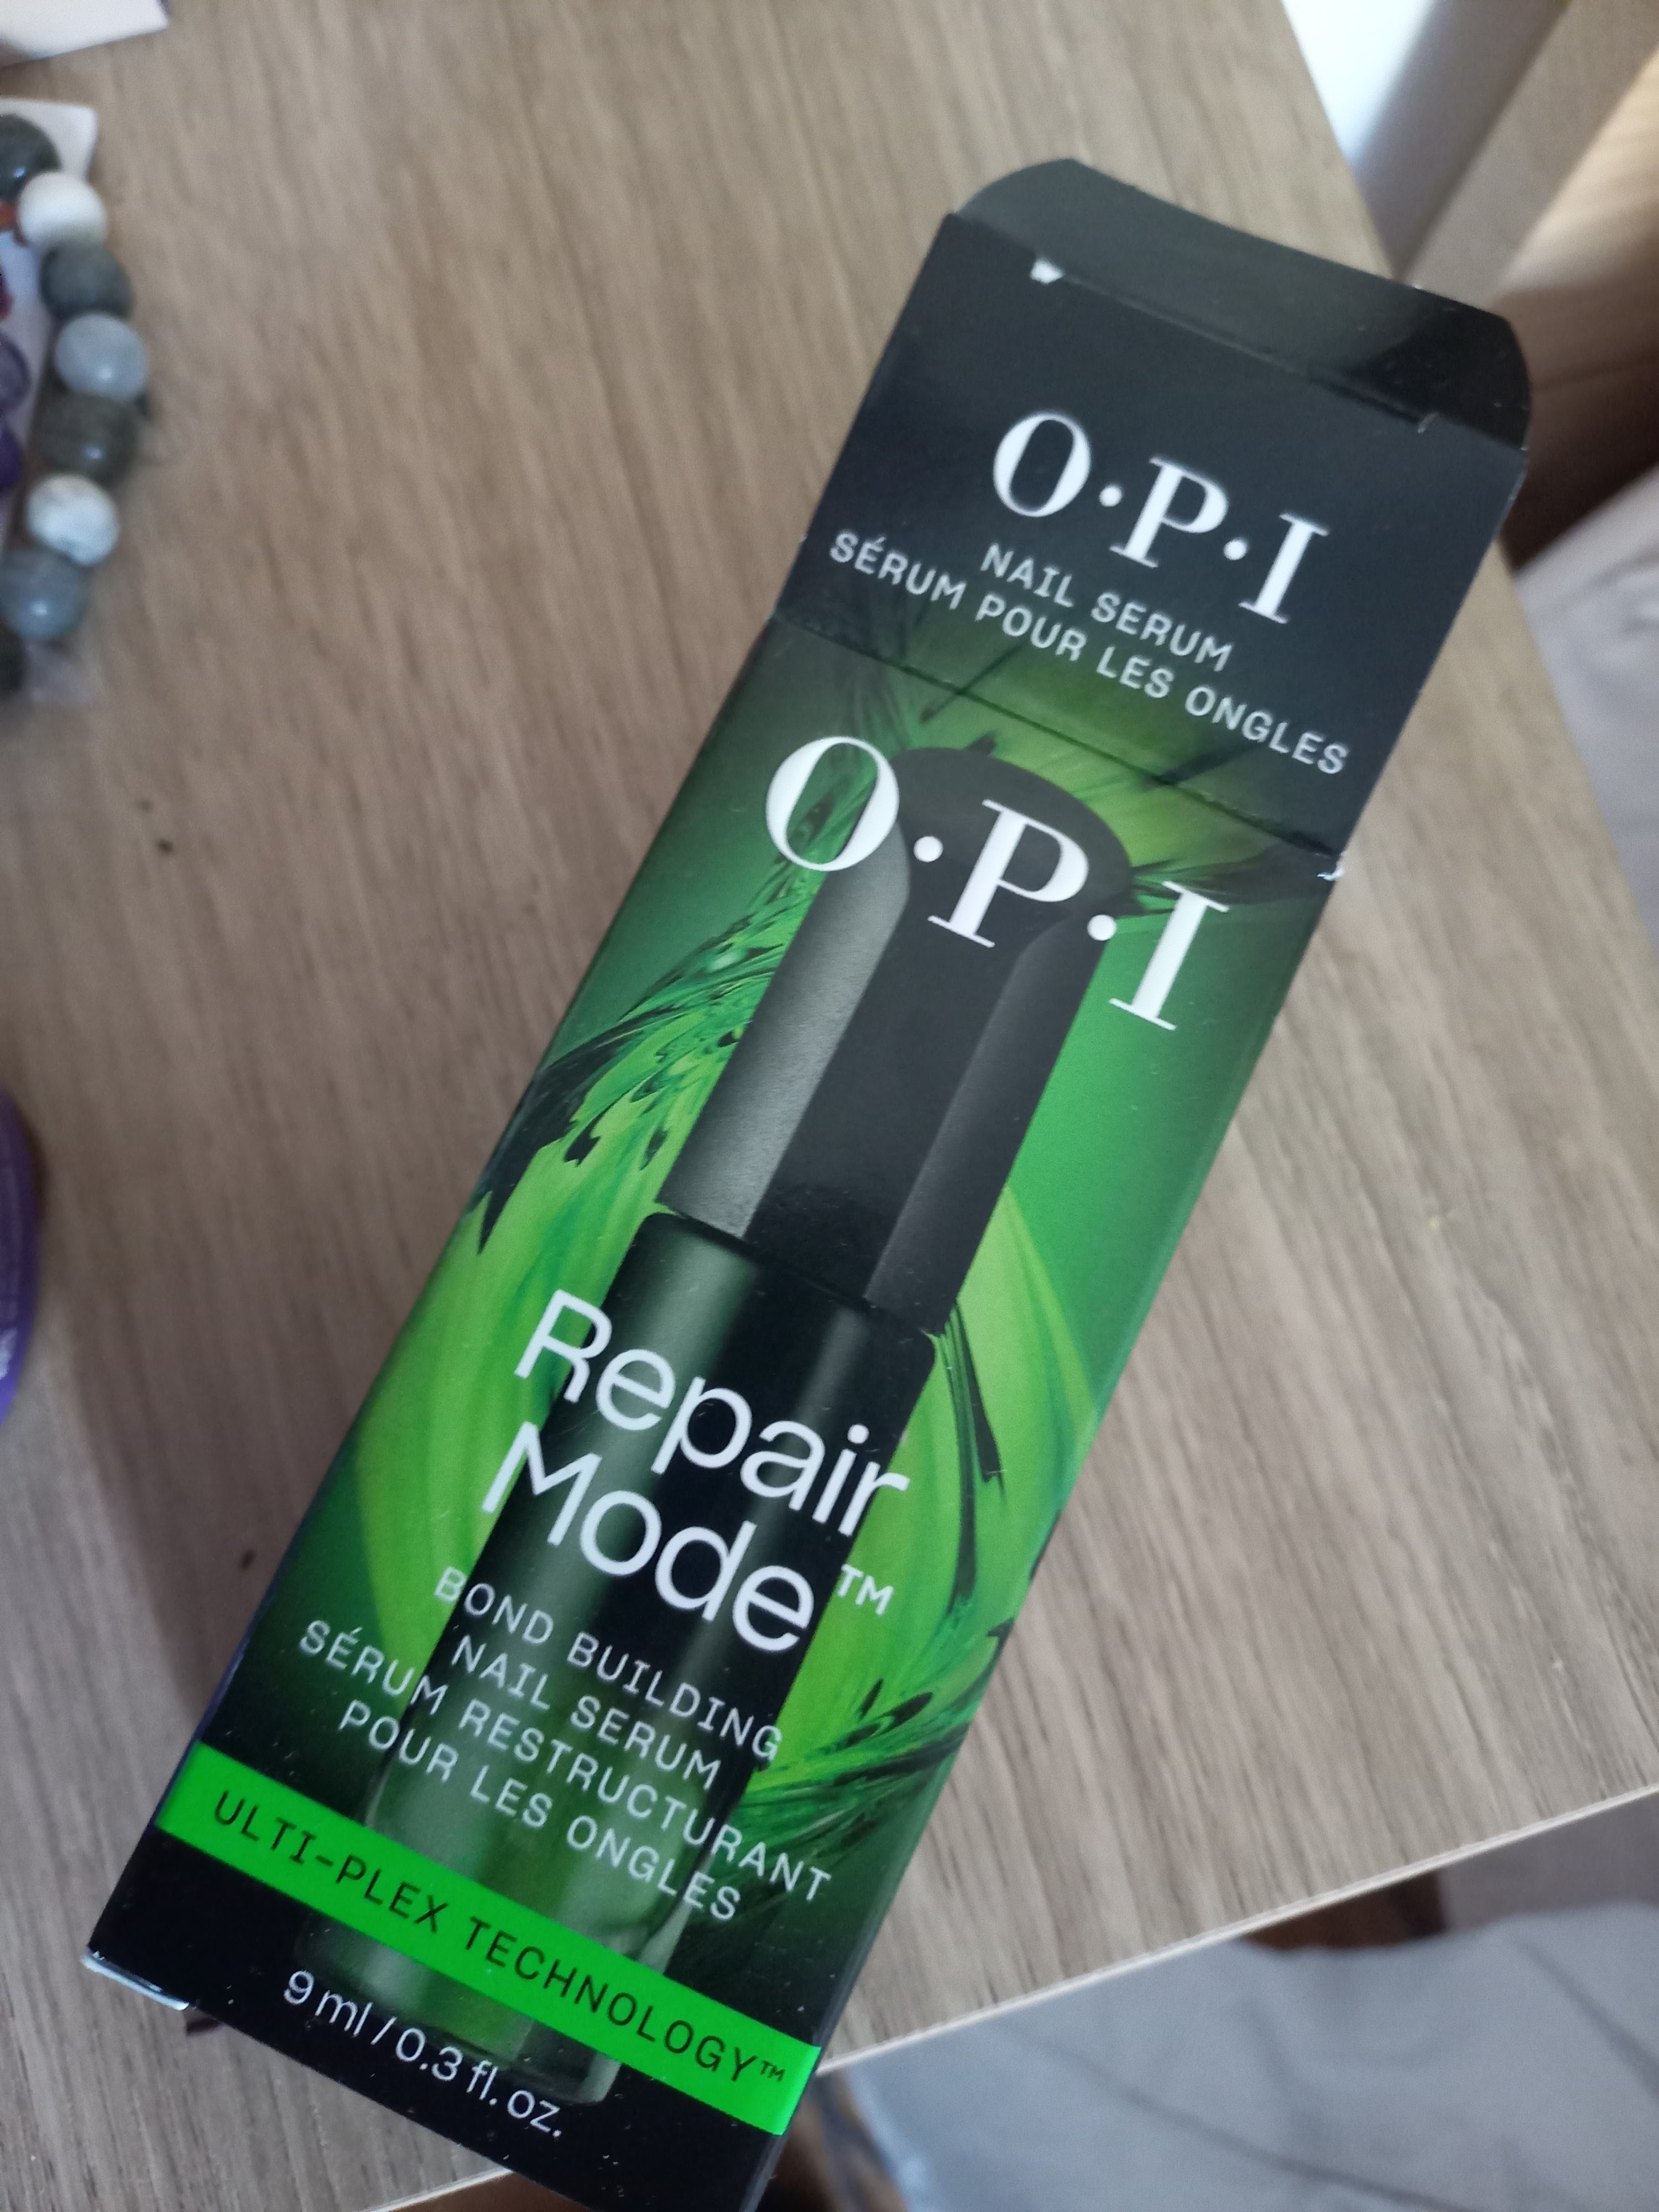 O·P·I
NAIL SERUM
SÉRUM POUR LES ONGLES
O·P·I
Repair
Mode™
BOND BUILDING
NAIL SERUM
SÉRUM RESTRUCTURANT
POUR LES ONGLES
ULTI-PLEX TECHNOLOGY™
9 ml / 0.3 fl. oz.